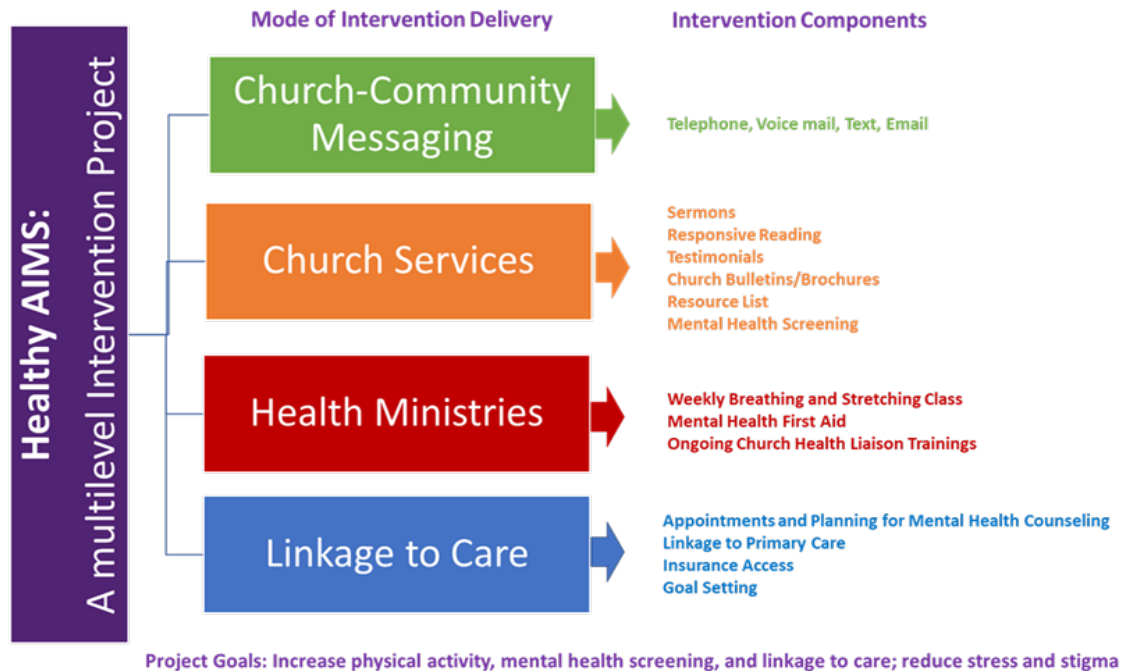 Mode of Intervention Delivery
Intervention Components
Healthy AIMS:
A multilevel Intervention Project
Church-Community
Messaging
Telephone, Voice mail, Text, Email
Church Services
Sermons
Responsive Reading
Testimonials
Church Bulletins/Brochures
Resource List
Mental Health Screening
Health Ministries
Weekly Breathing and Stretching Class
Mental Health First Aid
Ongoing Church Health Liaison Trainings
Linkage to Care
Appointments and Planning for Mental Health Counseling
Linkage to Primary Care
Insurance Access
Goal Setting
Project Goals: Increase physical activity, mental health screening, and linkage to care; reduce stress and stigma